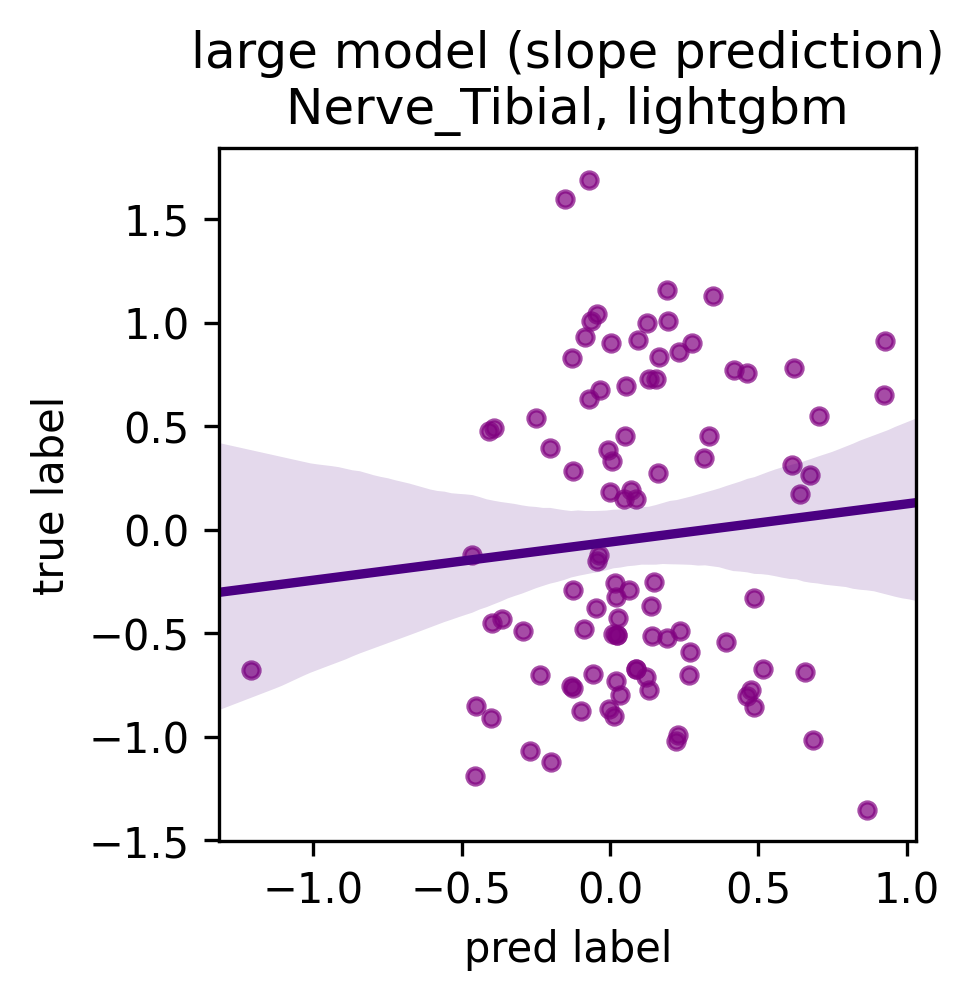 large model (slope prediction)
Nerve_Tibial, lightgbm
1.5
1.0
0.5
0.0
−0.5
−1.0
−1.5
true label
−1.0 −0.5 0.0 0.5 1.0
pred label